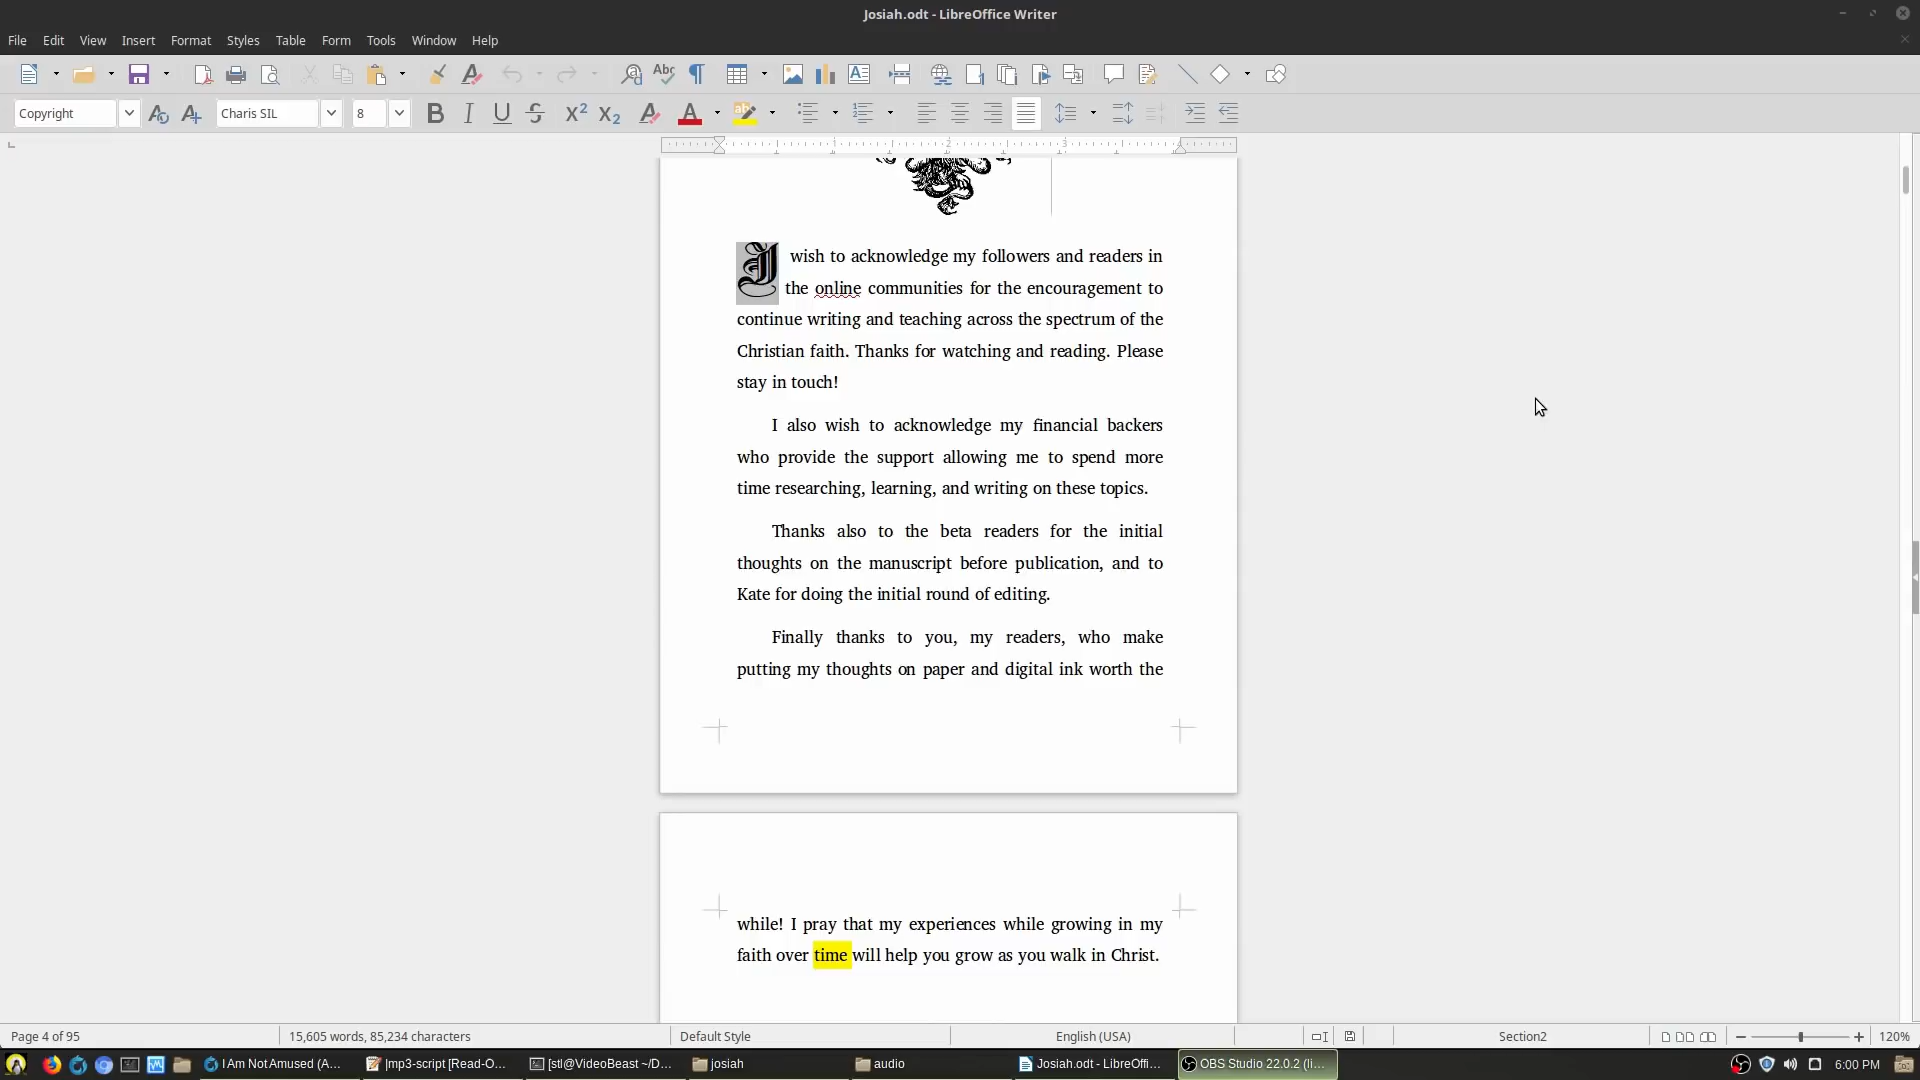 Josiah.odt - LibreOffice Writer
File Edit View Insert Format Styles Table Form Tools Window Help
Copyright Charis SIL 8
1 2 3
I wish to acknowledge my followers and readers in
the online communities for the encouragement to
continue writing and teaching across the spectrum of the
Christian faith. Thanks for watching and reading. Please
stay in touch!
I also wish to acknowledge my financial backers
who provide the support allowing me to spend more
time researching, learning, and writing on these topics.
Thanks also to the beta readers for the initial
thoughts on the manuscript before publication, and to
Kate for doing the initial round of editing.
Finally thanks to you, my readers, who make
putting my thoughts on paper and digital ink worth the
while! I pray that my experiences while growing in my
faith over time will help you grow as you walk in Christ.
Page 4 of 95 15,605 words, 85,234 characters Default Style English (USA) Section2 120%
I Am Not Amused (A... |mp3-script [Read-O... [stl@VideoBeast ~/D... josiah audio Josiah.odt - LibreOffi... OBS Studio 22.0.2 (li... 6:00 PM